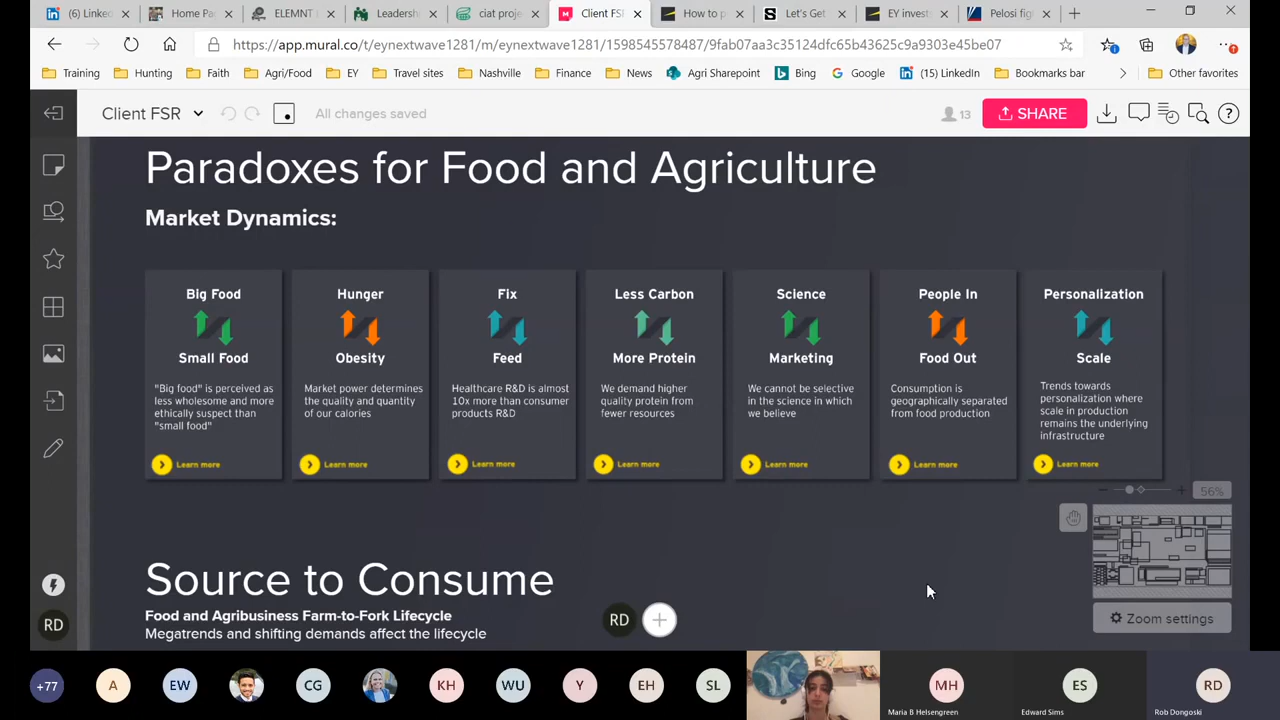 (6) Linked
Home Pa
ELEMNT
Leadersh
ciat proje
Client FSR
How to p
Let's Get
EY invest
Pelosi fig
https://app.mural.co/t/eynextwave1281/m/eynextwave1281/1598545578487/9fab07aa3c35124dfc65b43625c9a9303e45be07
Training
Hunting
Faith
Agri/Food
EY
Travel sites
Nashville
Finance
News
Agri Sharepoint
Bing
Google
(15) LinkedIn
Bookmarks bar
Other favorites
Client FSR
All changes saved
13
SHARE
Paradoxes for Food and Agriculture
Market Dynamics:
Big Food
Small Food
"Big food" is perceived as
less wholesome and more
ethically suspect than
"small food"
Learn more
Hunger
Obesity
Market power determines
the quality and quantity
of our calories
Learn more
Fix
Feed
Healthcare R&D is almost
10x more than consumer
products R&D
Learn more
Less Carbon
More Protein
We demand higher
quality protein from
fewer resources
Learn more
Science
Marketing
We cannot be selective
in the science in which
we believe
Learn more
People In
Food Out
Consumption is
geographically separated
from food production
Learn more
Personalization
Scale
Trends towards
personalization where
scale in production
remains the underlying
infrastructure
Learn more
56%
Source to Consume
Food and Agribusiness Farm-to-Fork Lifecycle
Megatrends and shifting demands affect the lifecycle
RD
RD
Zoom settings
+77
A
EW
CG
KH
WU
Y
EH
SL
MH
Maria B Helsengreen
ES
Edward Sims
RD
Rob Dongoski